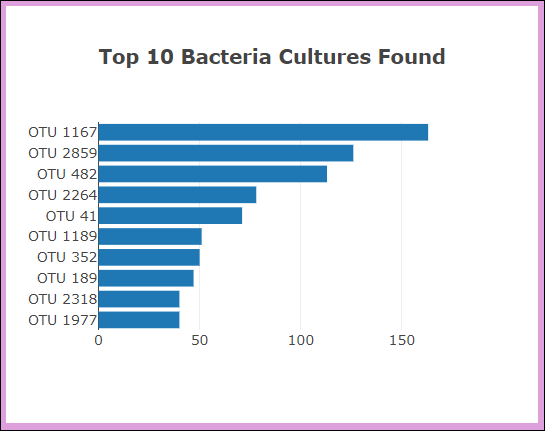 Top 10 Bacteria Cultures Found
OTU 1167
OTU 2859
OTU 482
OTU 2264
OTU 41
OTU 1189
OTU 352
OTU 189
OTU 2318
OTU 1977
0 50 100 150